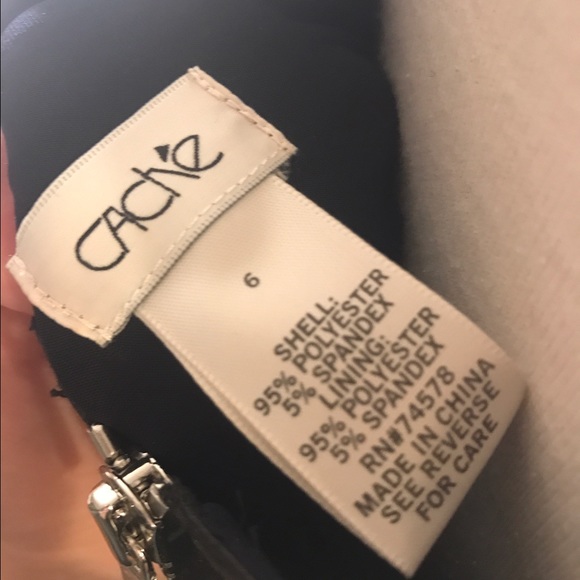 CACHÉ
6
SHELL:
95% POLYESTER
5% SPANDEX
LINING:
95% POLYESTER
5% SPANDEX
RN#74578
MADE IN CHINA
SEE REVERSE
FOR CARE